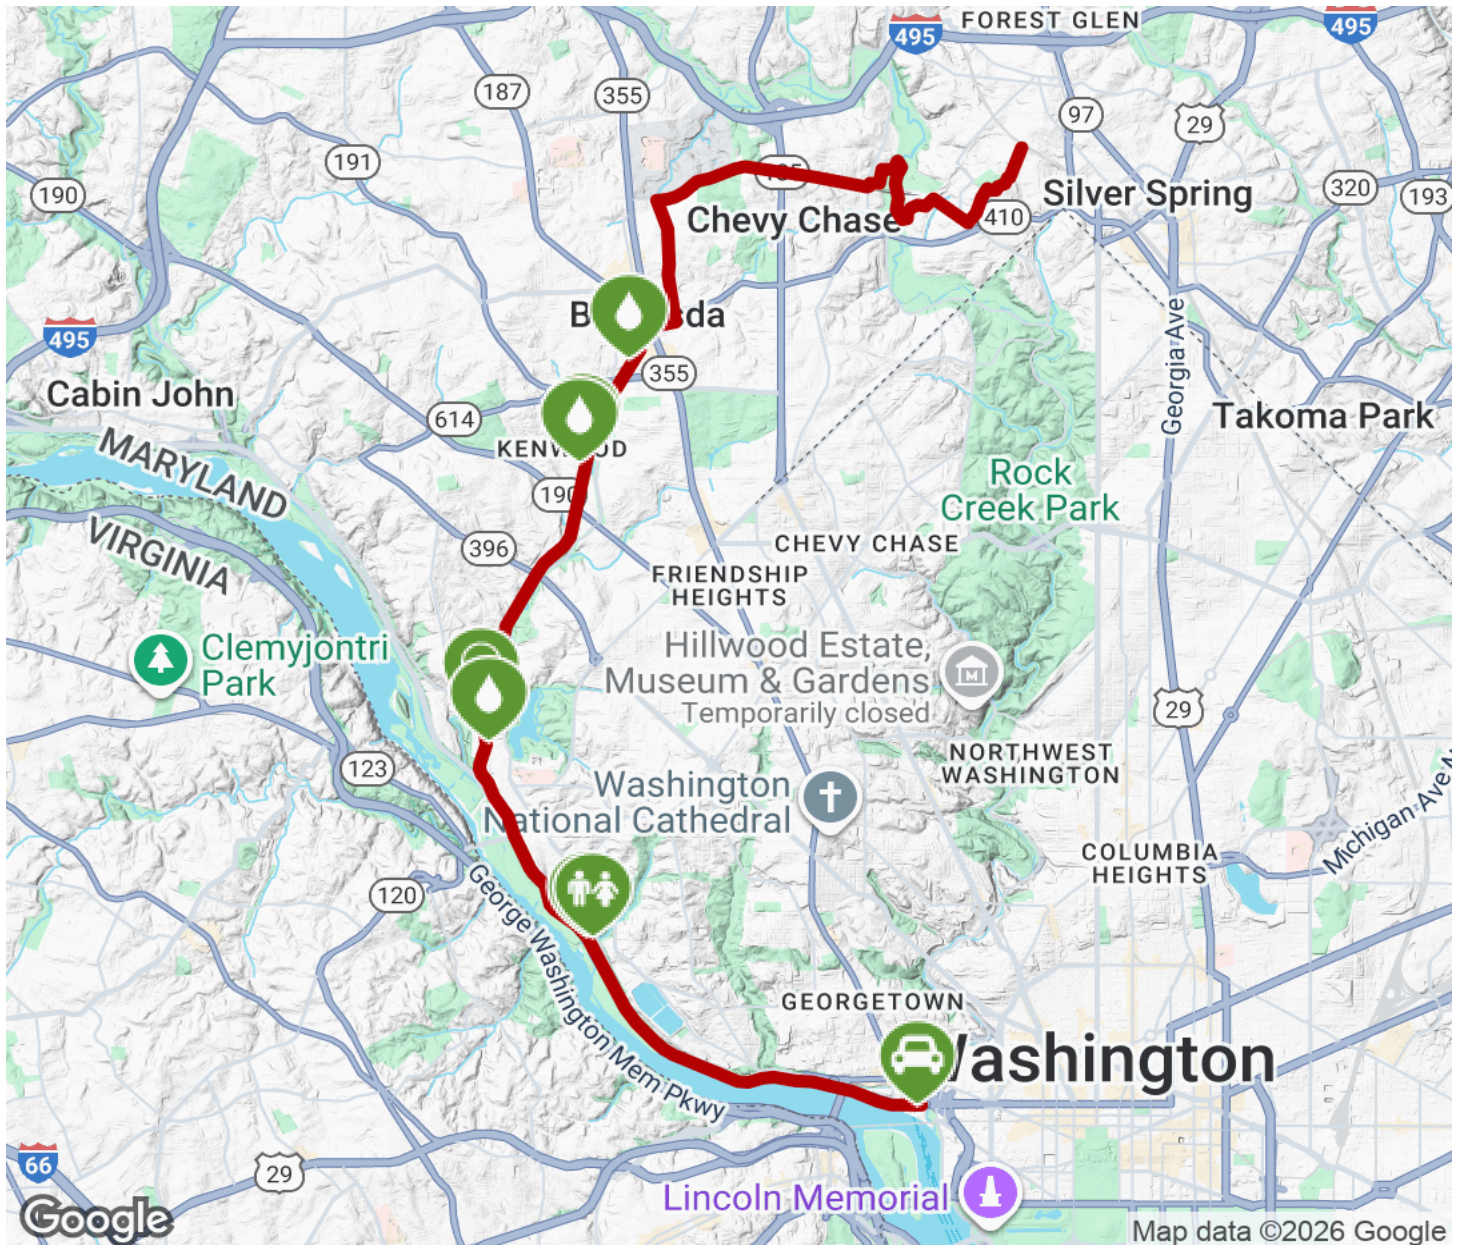 FOREST GLEN
495
495
187
355
97
29
191
190
320
193
185
Silver Spring
410
Chevy Chase
495
355
Cabin John
614
Takoma Park
Georgia Ave
KENWOOD
MARYLAND
190
Rock
Creek Park
VIRGINIA
396
CHEVY CHASE
FRIENDSHIP
HEIGHTS
Clemyjontri
Park
Hillwood Estate,
Museum & Gardens
Temporarily closed
M
29
NORTHWEST
WASHINGTON
123
Washington
National Cathedral
COLUMBIA
HEIGHTS
Michigan Ave N
120
George Washington Mem Pkwy
GEORGETOWN
Washington
66
29
Lincoln Memorial
Google
Map data ©2026 Google